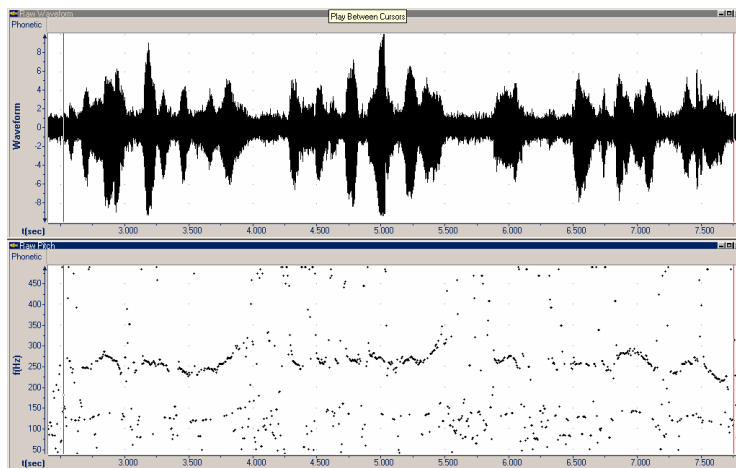 Raw Waveform
Play Between Cursors
Phonetic
8
6
4
2
0
-2
-4
-6
-8
Waveform
t(sec) 3.000 3.500 4.000 4.500 5.000 5.500 6.000 6.500 7.000 7.500
Raw Pitch
Phonetic
450
400
350
300
250
200
150
100
50
f(Hz)
t(sec) 3.000 3.500 4.000 4.500 5.000 5.500 6.000 6.500 7.000 7.500